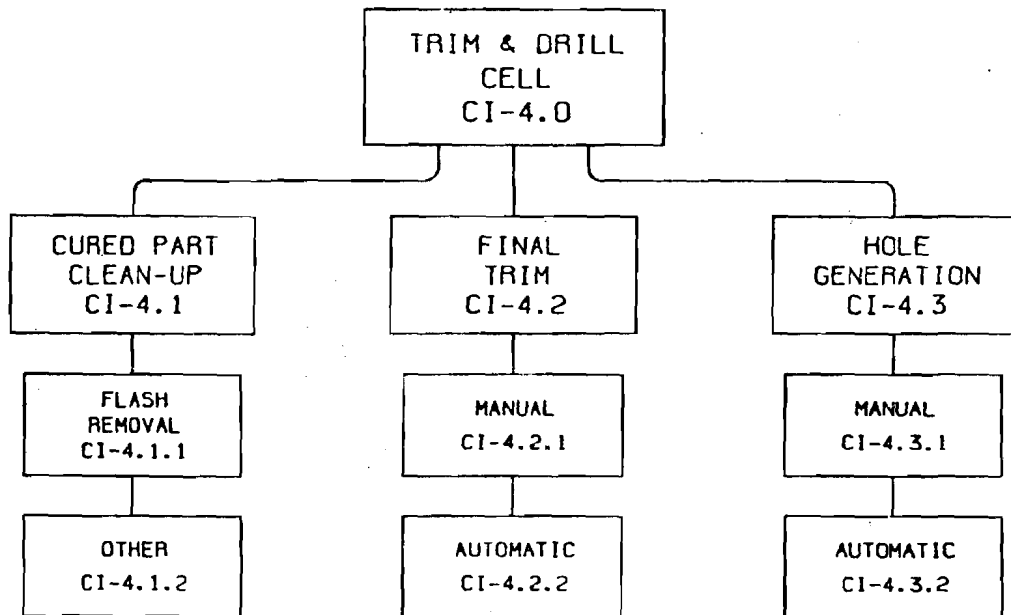 TRIM & DRILL
CELL
CI-4.0
CURED PART
CLEAN-UP
CI-4.1
FINAL
TRIM
CI-4.2
HOLE
GENERATION
CI-4.3
FLASH
REMOVAL
CI-4.1.1
MANUAL
CI-4.2.1
MANUAL
CI-4.3.1
OTHER
CI-4.1.2
AUTOMATIC
CI-4.2.2
AUTOMATIC
CI-4.3.2